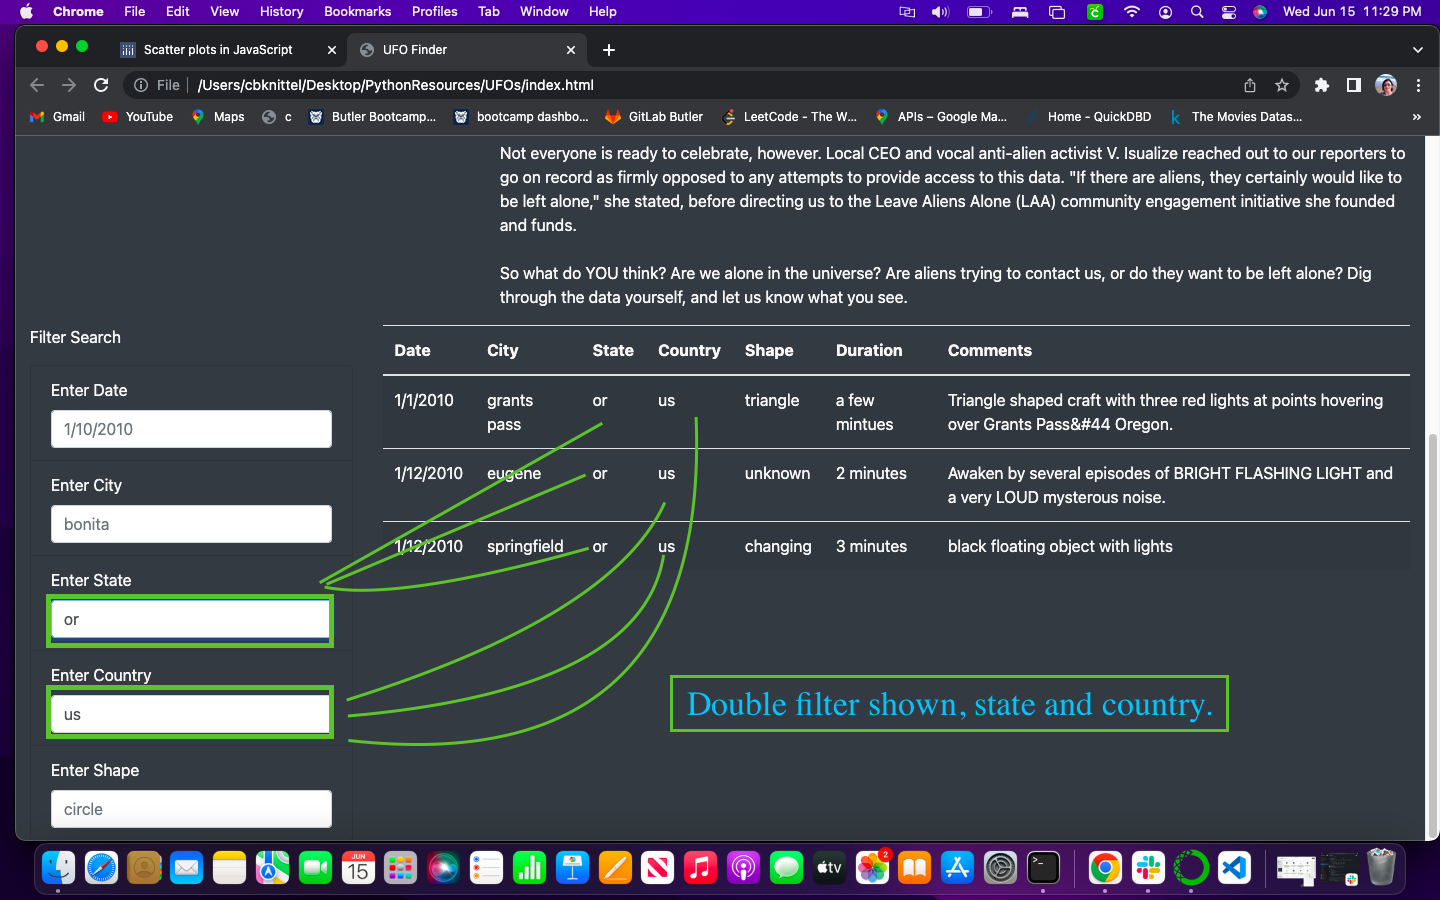 Chrome File Edit View History Bookmarks Profiles Tab Window Help Wed Jun 15 11:29 PM
Scatter plots in JavaScript UFO Finder
File /Users/cbknittel/Desktop/PythonResources/UFOs/index.html
Gmail YouTube Maps c Butler Bootcamp... bootcamp dashbo... GitLab Butler LeetCode - The W... APIs – Google Ma... Home - QuickDBD The Movies Datas... »
Not everyone is ready to celebrate, however. Local CEO and vocal anti-alien activist V. Isualize reached out to our reporters to
go on record as firmly opposed to any attempts to provide access to this data. "If there are aliens, they certainly would like to
be left alone," she stated, before directing us to the Leave Aliens Alone (LAA) community engagement initiative she founded
and funds.
So what do YOU think? Are we alone in the universe? Are aliens trying to contact us, or do they want to be left alone? Dig
through the data yourself, and let us know what you see.
Filter Search
Enter Date
1/10/2010
Enter City
bonita
Enter State
or
Enter Country
us
Enter Shape
circle
Date City State Country Shape Duration Comments
1/1/2010 grants or us triangle a few Triangle shaped craft with three red lights at points hovering
pass mintues over Grants Pass&#44 Oregon.
1/12/2010 eugene or us unknown 2 minutes Awaken by several episodes of BRIGHT FLASHING LIGHT and
a very LOUD mysterous noise.
1/12/2010 springfield or us changing 3 minutes black floating object with lights
Double filter shown, state and country.
JUN
15
tv
2